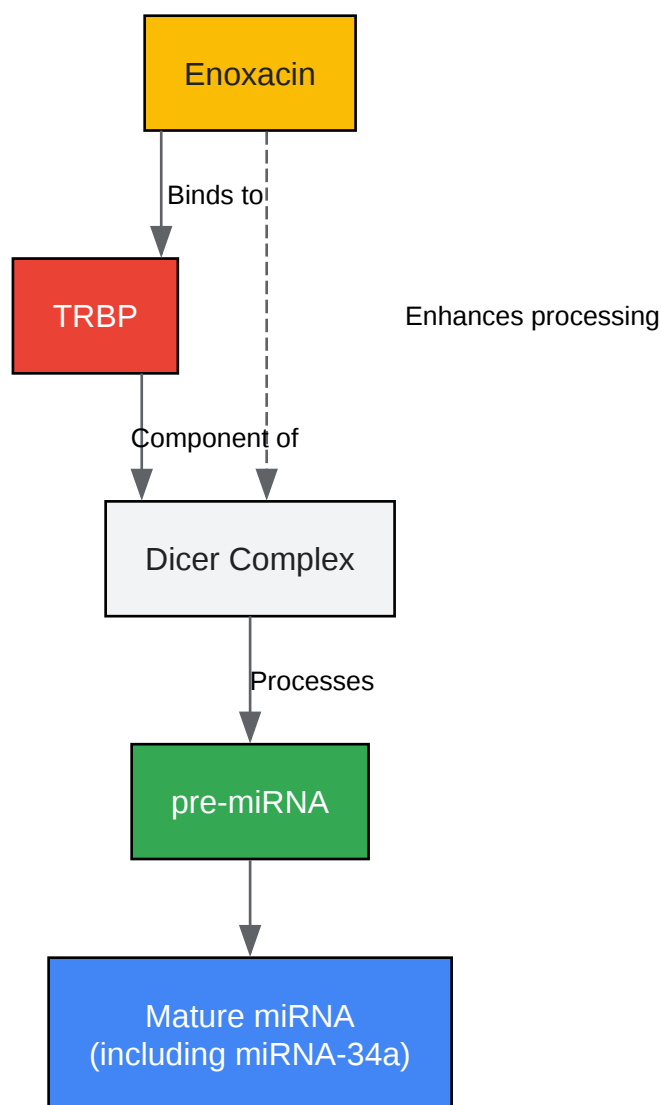 Enoxacin
Binds to
TRBP
Enhances processing
Component of
Dicer Complex
Processes
pre-miRNA
Mature miRNA
(including miRNA-34a)